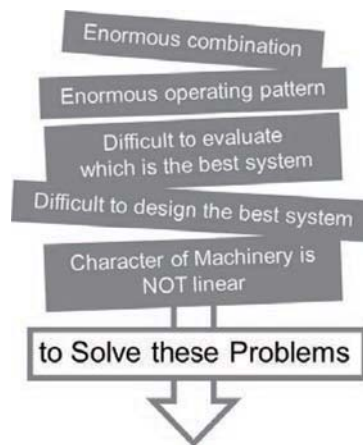 Enormous combination
Enormous operating pattern
Difficult to evaluate
which is the best system
Difficult to design the best system
Character of Machinery is
NOT linear
to Solve these Problems